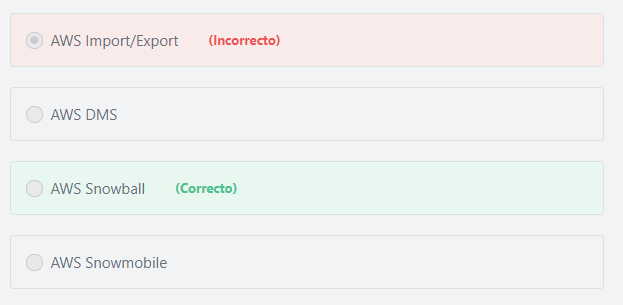 AWS Import/Export (Incorrecto)
AWS DMS
AWS Snowball (Correcto)
AWS Snowmobile